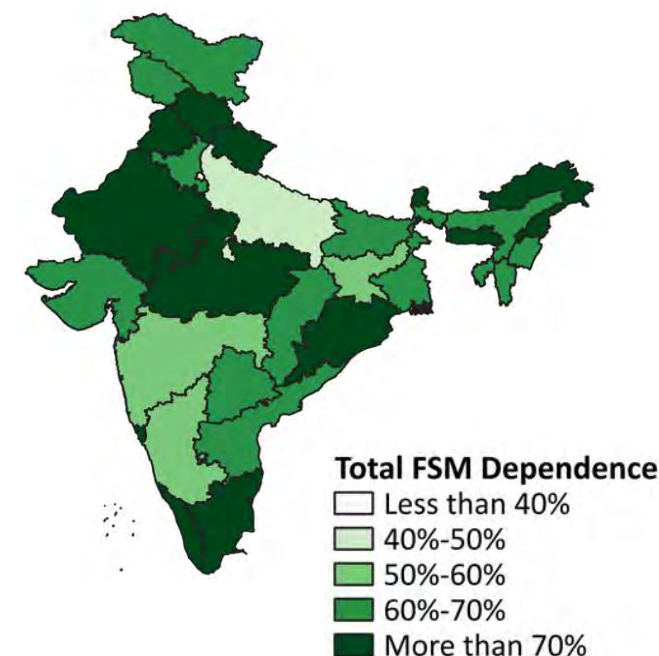 Total FSM Dependence
Less than 40%
40%-50%
50%-60%
60%-70%
More than 70%